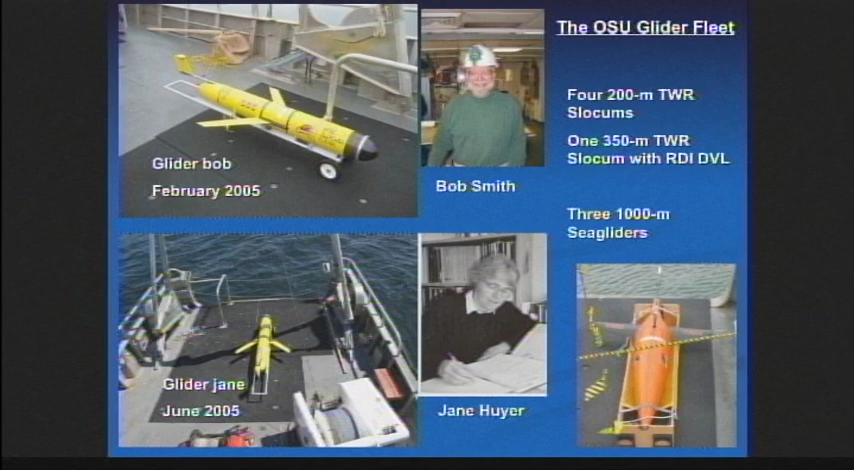 The OSU Glider Fleet
Four 200-m TWR
Slocums
One 350-m TWR
Slocum with RDI DVL
Three 1000-m
Seagliders
Glider bob
February 2005
Bob Smith
Glider jane
June 2005
Jane Huyer